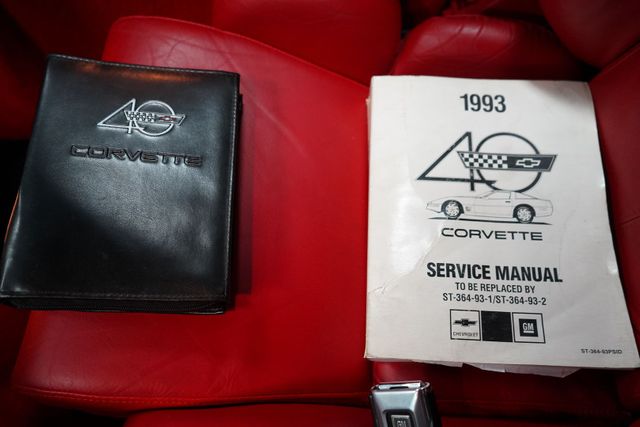 40
CORVETTE
1993
40
CORVETTE
SERVICE MANUAL
TO BE REPLACED BY
ST-364-93-1/ST-364-93-2
CHEVROLET
GM
ST-364-93PSID
GM